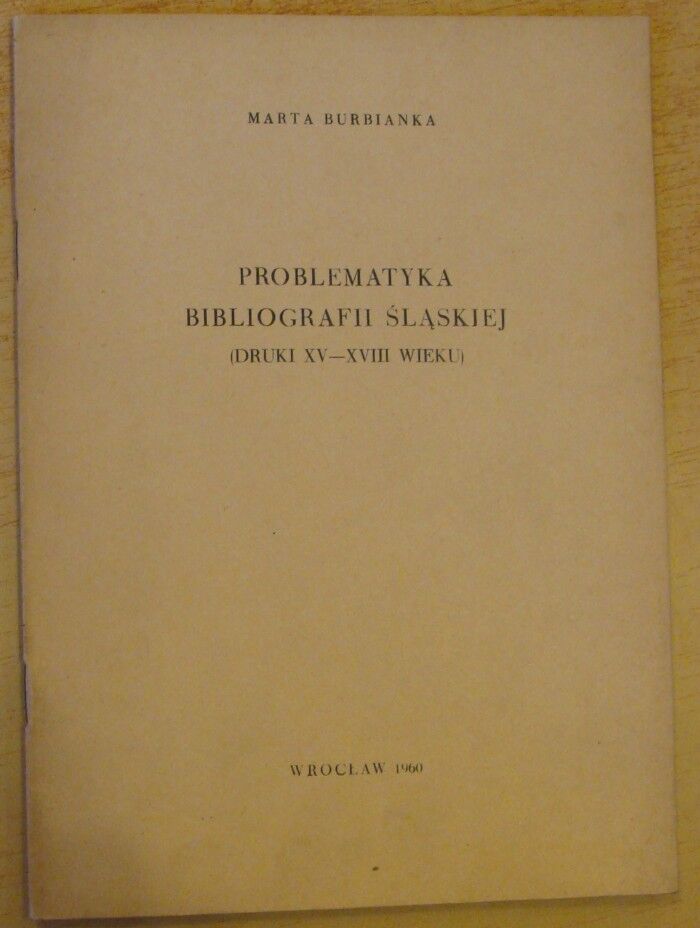 MARTA BURBIANKA
PROBLEMATYKA
BIBLIOGRAFII ŚLĄSKIEJ
(DRUKI XV—XVIII WIEKU)
WROCŁAW 1960